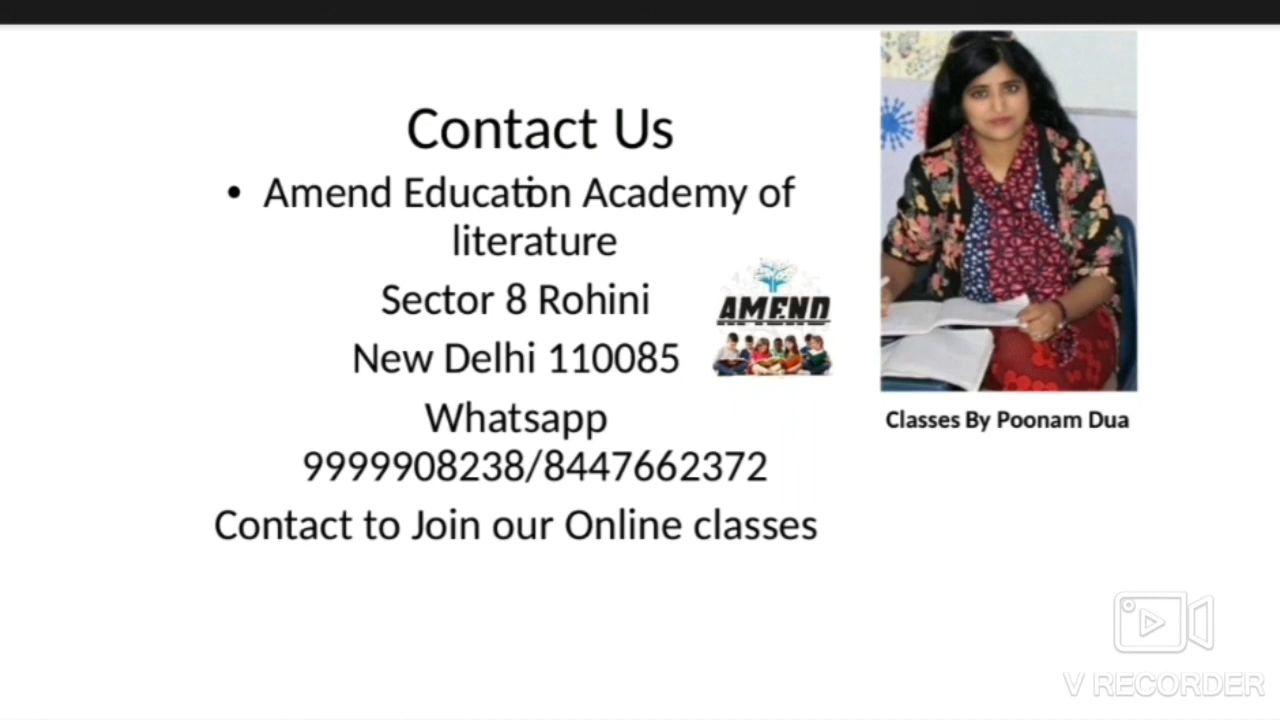 Contact Us
• Amend Education Academy of
literature
Sector 8 Rohini
AMEND
New Delhi 110085
Whatsapp
9999908238/8447662372
Contact to Join our Online classes
Classes By Poonam Dua
V RECORDER